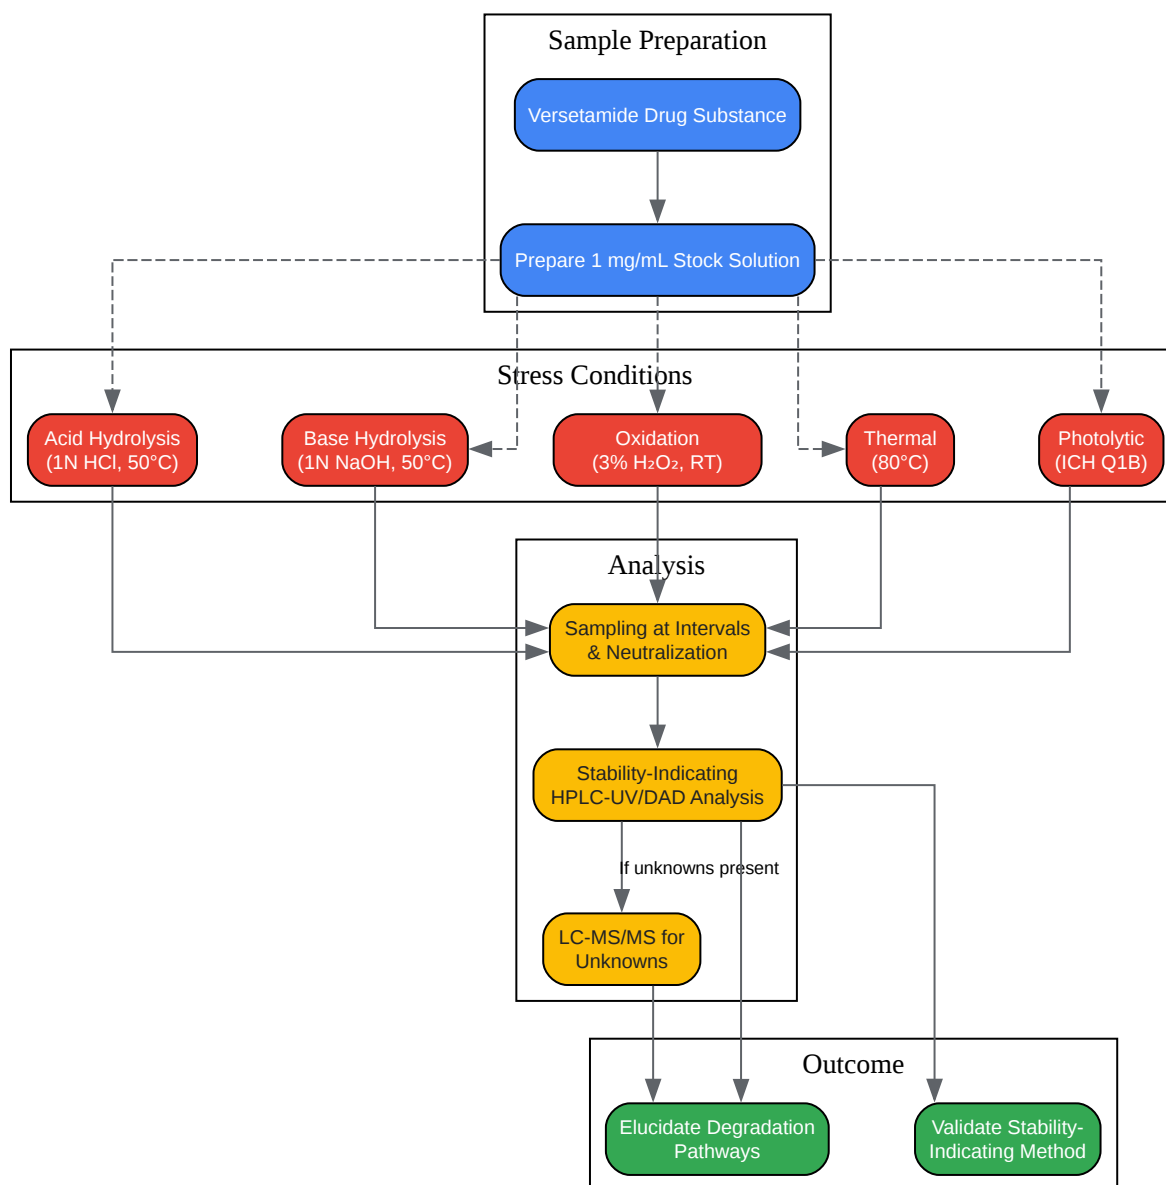 Sample Preparation
Versetamide Drug Substance
Prepare 1 mg/mL Stock Solution
Stress Conditions
Acid Hydrolysis
(1N HCl, 50°C)
Base Hydrolysis
(1N NaOH, 50°C)
Oxidation
(3% H₂O₂, RT)
Thermal
(80°C)
Photolytic
(ICH Q1B)
Analysis
Sampling at Intervals
& Neutralization
Stability-Indicating
HPLC-UV/DAD Analysis
If unknowns present
LC-MS/MS for
Unknowns
Outcome
Elucidate Degradation
Pathways
Validate Stability-
Indicating Method